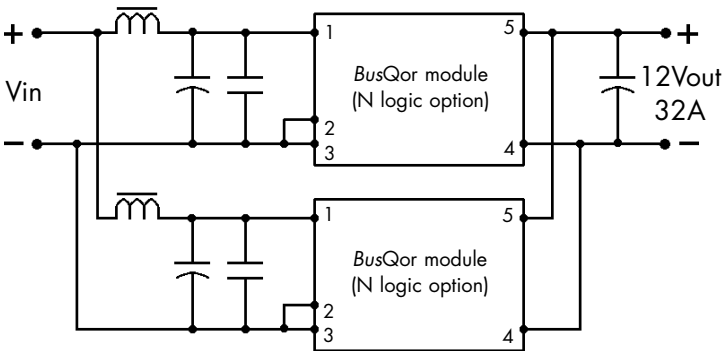 +
1
5
+
Vin
BusQor module
(N logic option)
12Vout
32A
2
−
3
4
−
1
5
BusQor module
(N logic option)
2
3
4